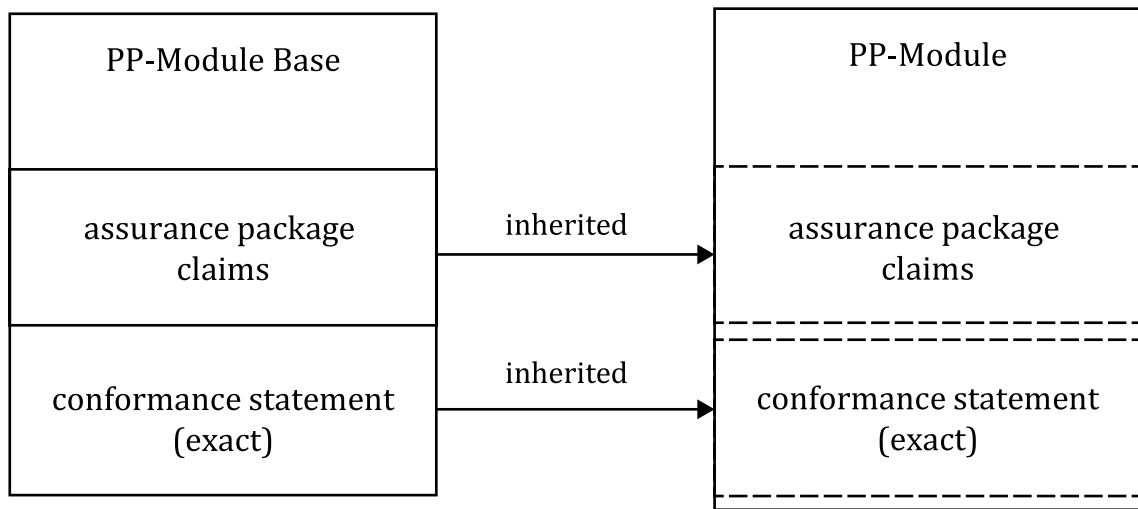 PP-Module Base
assurance package
claims
conformance statement
(exact)
inherited
inherited
PP-Module
assurance package
claims
conformance statement
(exact)